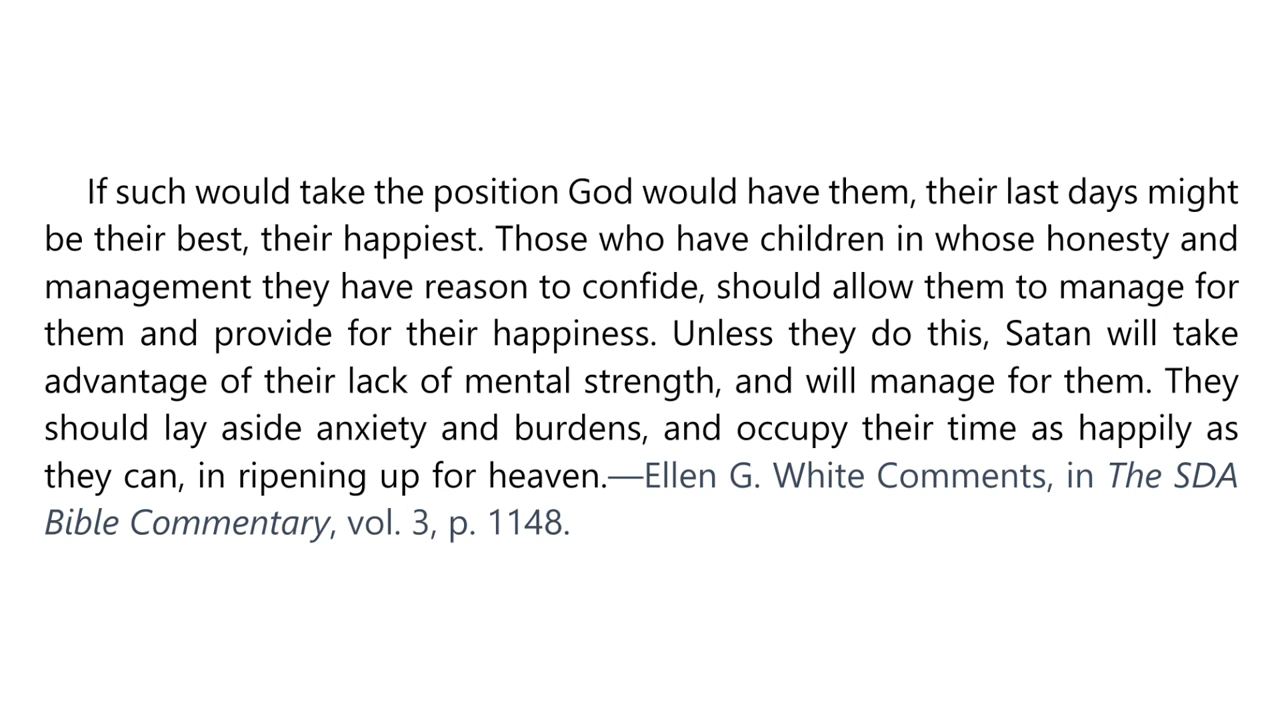 If such would take the position God would have them, their last days might
be their best, their happiest. Those who have children in whose honesty and
management they have reason to confide, should allow them to manage for
them and provide for their happiness. Unless they do this, Satan will take
advantage of their lack of mental strength, and will manage for them. They
should lay aside anxiety and burdens, and occupy their time as happily as
they can, in ripening up for heaven.—Ellen G. White Comments, in The SDA
Bible Commentary, vol. 3, p. 1148.